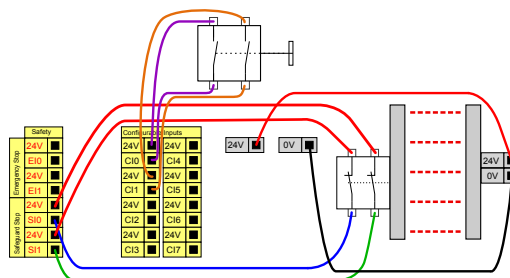 Safety
Emergency Stop
24V
EI0
24V
EI1
Safeguard Stop
24V
SI0
24V
SI1
Configurable Inputs
24V 24V
CI0 CI4
24V 24V
CI1 CI5
24V 24V
CI2 CI6
24V 24V
CI3 CI7
24V
0V
24V
0V